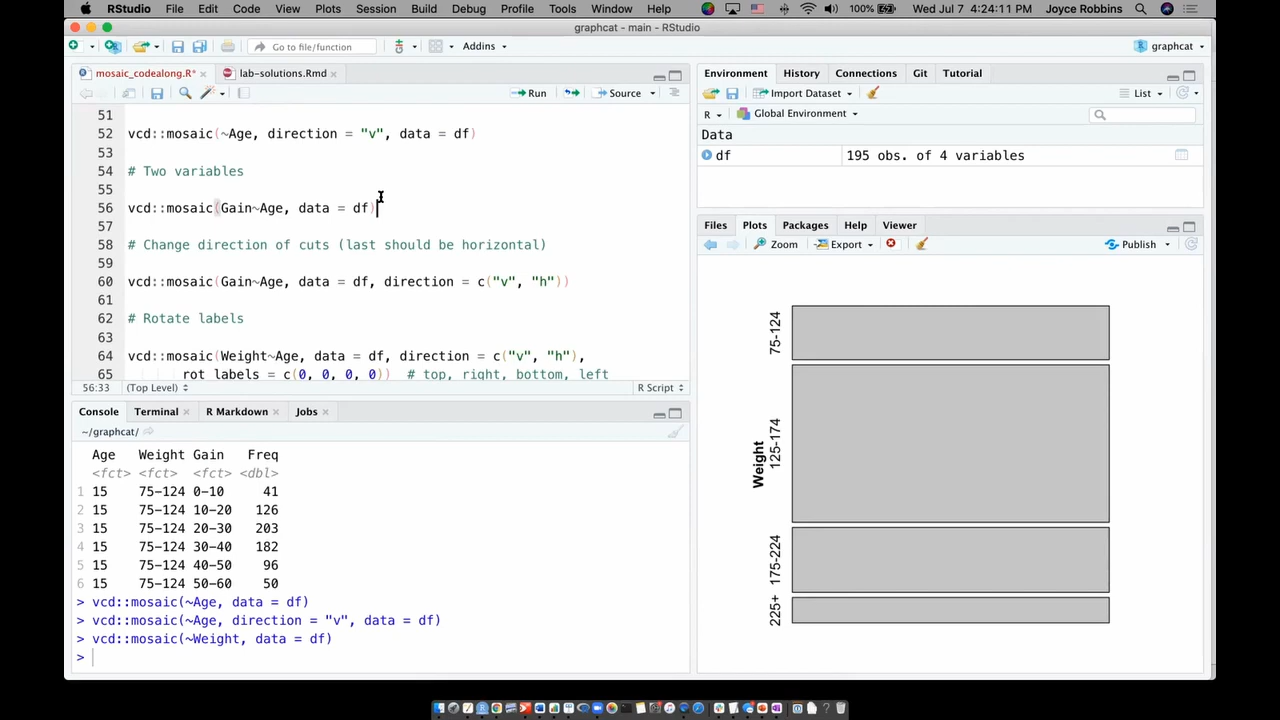 RStudio File Edit Code View Plots Session Build Debug Profile Tools Window Help 100% Wed Jul 7 4:24:11 PM Joyce Robbins
graphcat - main - RStudio
Go to file/function Addins graphcat
mosaic_codealong.R* lab-solutions.Rmd
Run Source
51
52 vcd::mosaic(~Age, direction = "v", data = df)
53
54 # Two variables
55
56 vcd::mosaic(Gain~Age, data = df)
57
58 # Change direction of cuts (last should be horizontal)
59
60 vcd::mosaic(Gain~Age, data = df, direction = c("v", "h"))
61
62 # Rotate labels
63
64 vcd::mosaic(Weight~Age, data = df, direction = c("v", "h"),
65 rot_labels = c(0, 0, 0, 0)) # top, right, bottom, left
56:33 (Top Level) R Script
Console Terminal R Markdown Jobs
~/graphcat/
Age Weight Gain Freq
<fct> <fct> <fct> <dbl>
1 15 75-124 0-10 41
2 15 75-124 10-20 126
3 15 75-124 20-30 203
4 15 75-124 30-40 182
5 15 75-124 40-50 96
6 15 75-124 50-60 50
> vcd::mosaic(~Age, data = df)
> vcd::mosaic(~Age, direction = "v", data = df)
> vcd::mosaic(~Weight, data = df)
>
Environment History Connections Git Tutorial
Import Dataset List
R Global Environment
Data
df 195 obs. of 4 variables
Files Plots Packages Help Viewer
Zoom Export Publish
Weight
75-124
125-174
175-224
225+